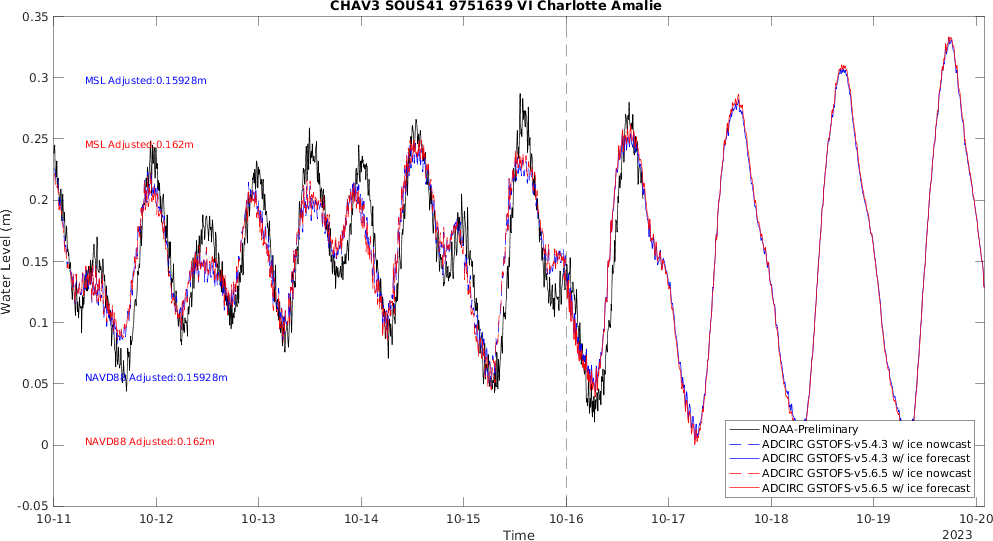 CHAV3 SOUS41 9751639 VI Charlotte Amalie
0.35
0.3
0.25
0.2
0.15
0.1
0.05
0
-0.05
Water Level (m)
MSL Adjusted:0.15928m
MSL Adjusted:0.162m
NAVD88 Adjusted:0.15928m
NAVD88 Adjusted:0.162m
NOAA-Preliminary
ADCIRC GSTOFS-v5.4.3 w/ ice nowcast
ADCIRC GSTOFS-v5.4.3 w/ ice forecast
ADCIRC GSTOFS-v5.6.5 w/ ice nowcast
ADCIRC GSTOFS-v5.6.5 w/ ice forecast
10-11 10-12 10-13 10-14 10-15 10-16 10-17 10-18 10-19 10-20
Time
2023